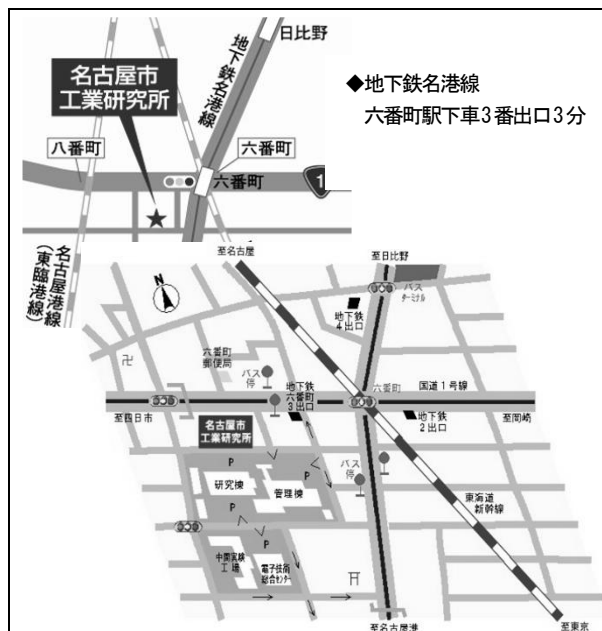 日比野
地下鉄名港線
名古屋市
工業研究所
◆地下鉄名港線
六番町駅下車3番出口3分
八番町
六番町
六番町
1
名古屋港線
(東臨港線)
至名古屋
至日比野
N
バス
ターミナル
地下鉄
4出口
六番町
郵便局
バス
停
地下鉄
六番町
3出口
六番町
国道1号線
至四日市
地下鉄
2出口
至岡崎
名古屋市
工業研究所
P
P
バス
停
研究棟
管理棟
東海道
新幹線
P
P
中間実験
工場
電子技術
総合センター
至名古屋港
至東京